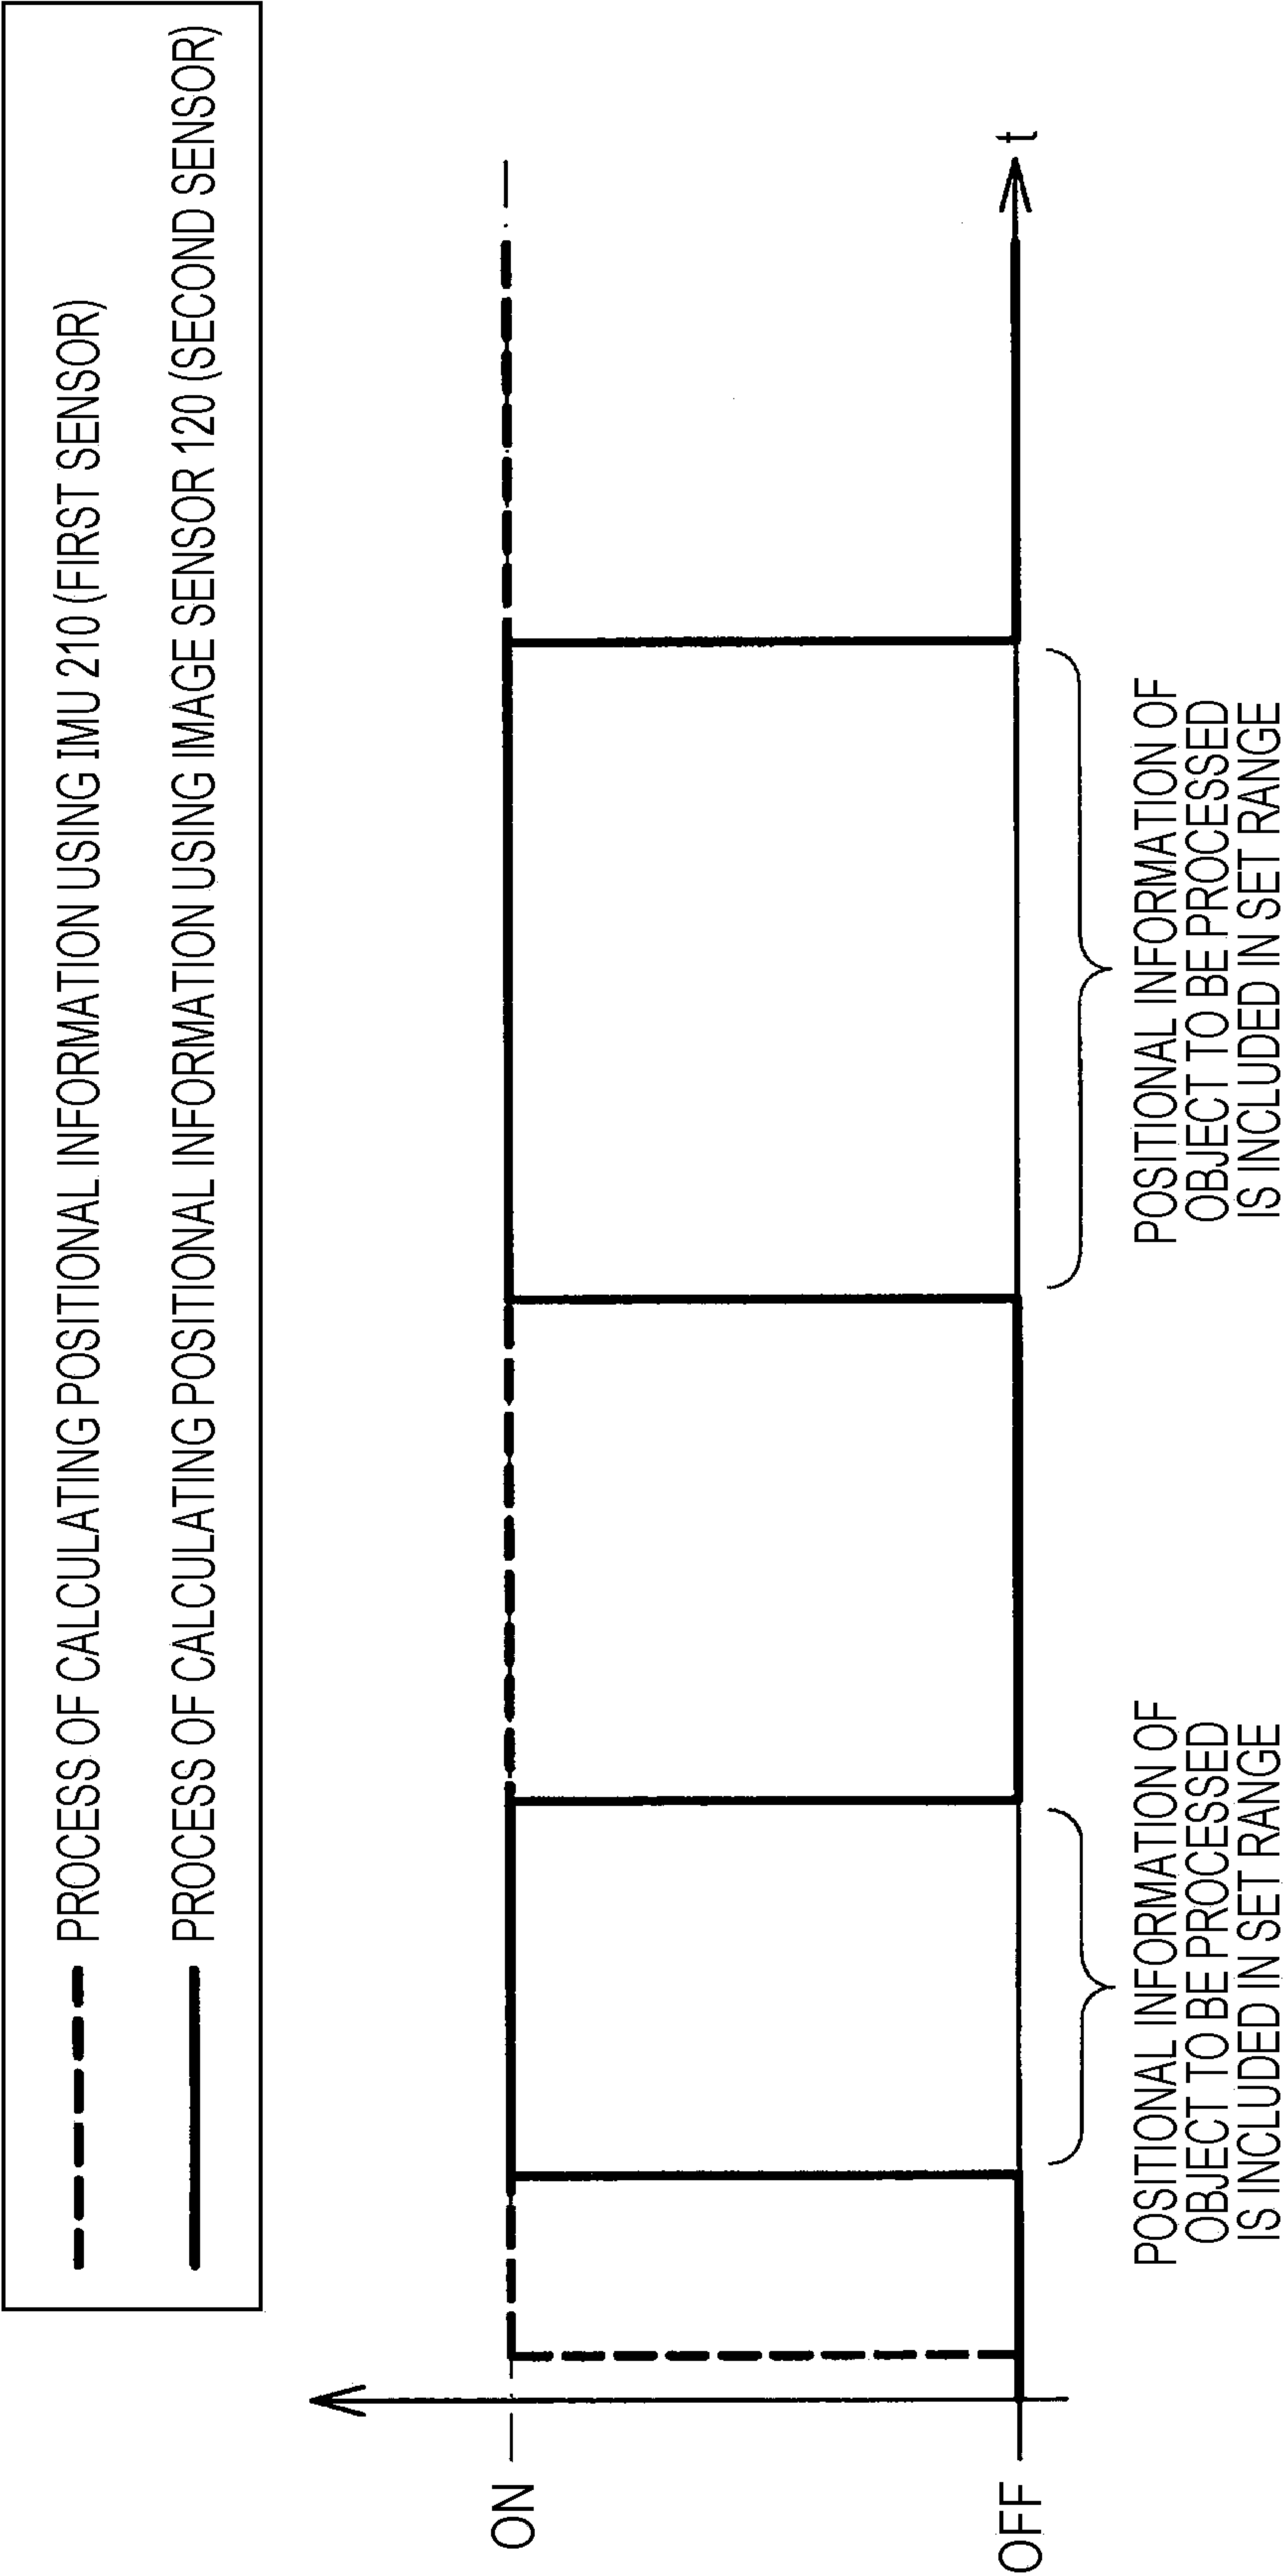 PROCESS OF CALCULATING POSITIONAL INFORMATION USING IMU 210 (FIRST SENSOR)
PROCESS OF CALCULATING POSITIONAL INFORMATION USING IMAGE SENSOR 120 (SECOND SENSOR)
ON
OFF
t
POSITIONAL INFORMATION OF
OBJECT TO BE PROCESSED
IS INCLUDED IN SET RANGE
POSITIONAL INFORMATION OF
OBJECT TO BE PROCESSED
IS INCLUDED IN SET RANGE